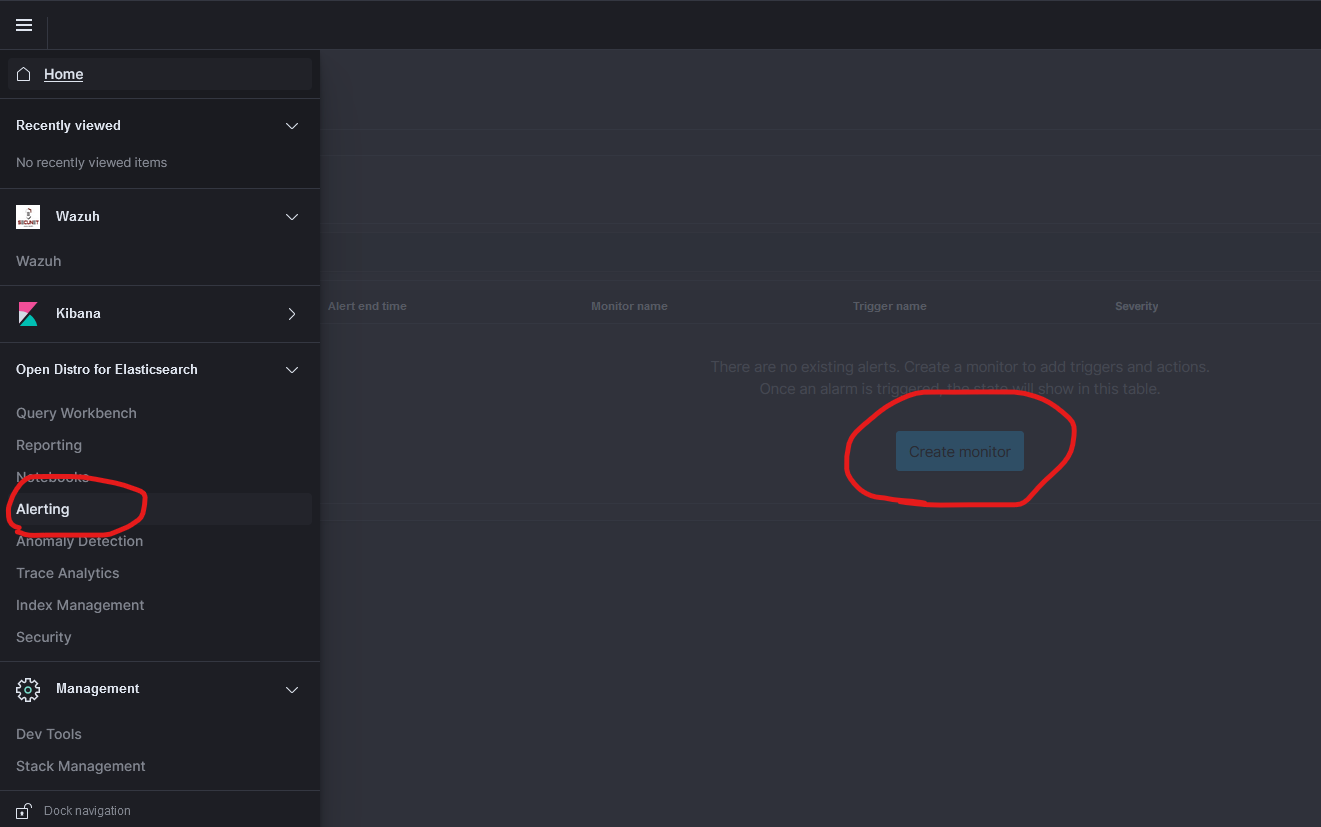 Home
Recently viewed
No recently viewed items
Wazuh
Wazuh
Kibana
Open Distro for Elasticsearch
Query Workbench
Reporting
Notebooks
Alerting
Anomaly Detection
Trace Analytics
Index Management
Security
Management
Dev Tools
Stack Management
Dock navigation
Alert end time Monitor name Trigger name Severity
There are no existing alerts. Create a monitor to add triggers and actions.
Once an alarm is triggered, the state will show in this table.
Create monitor